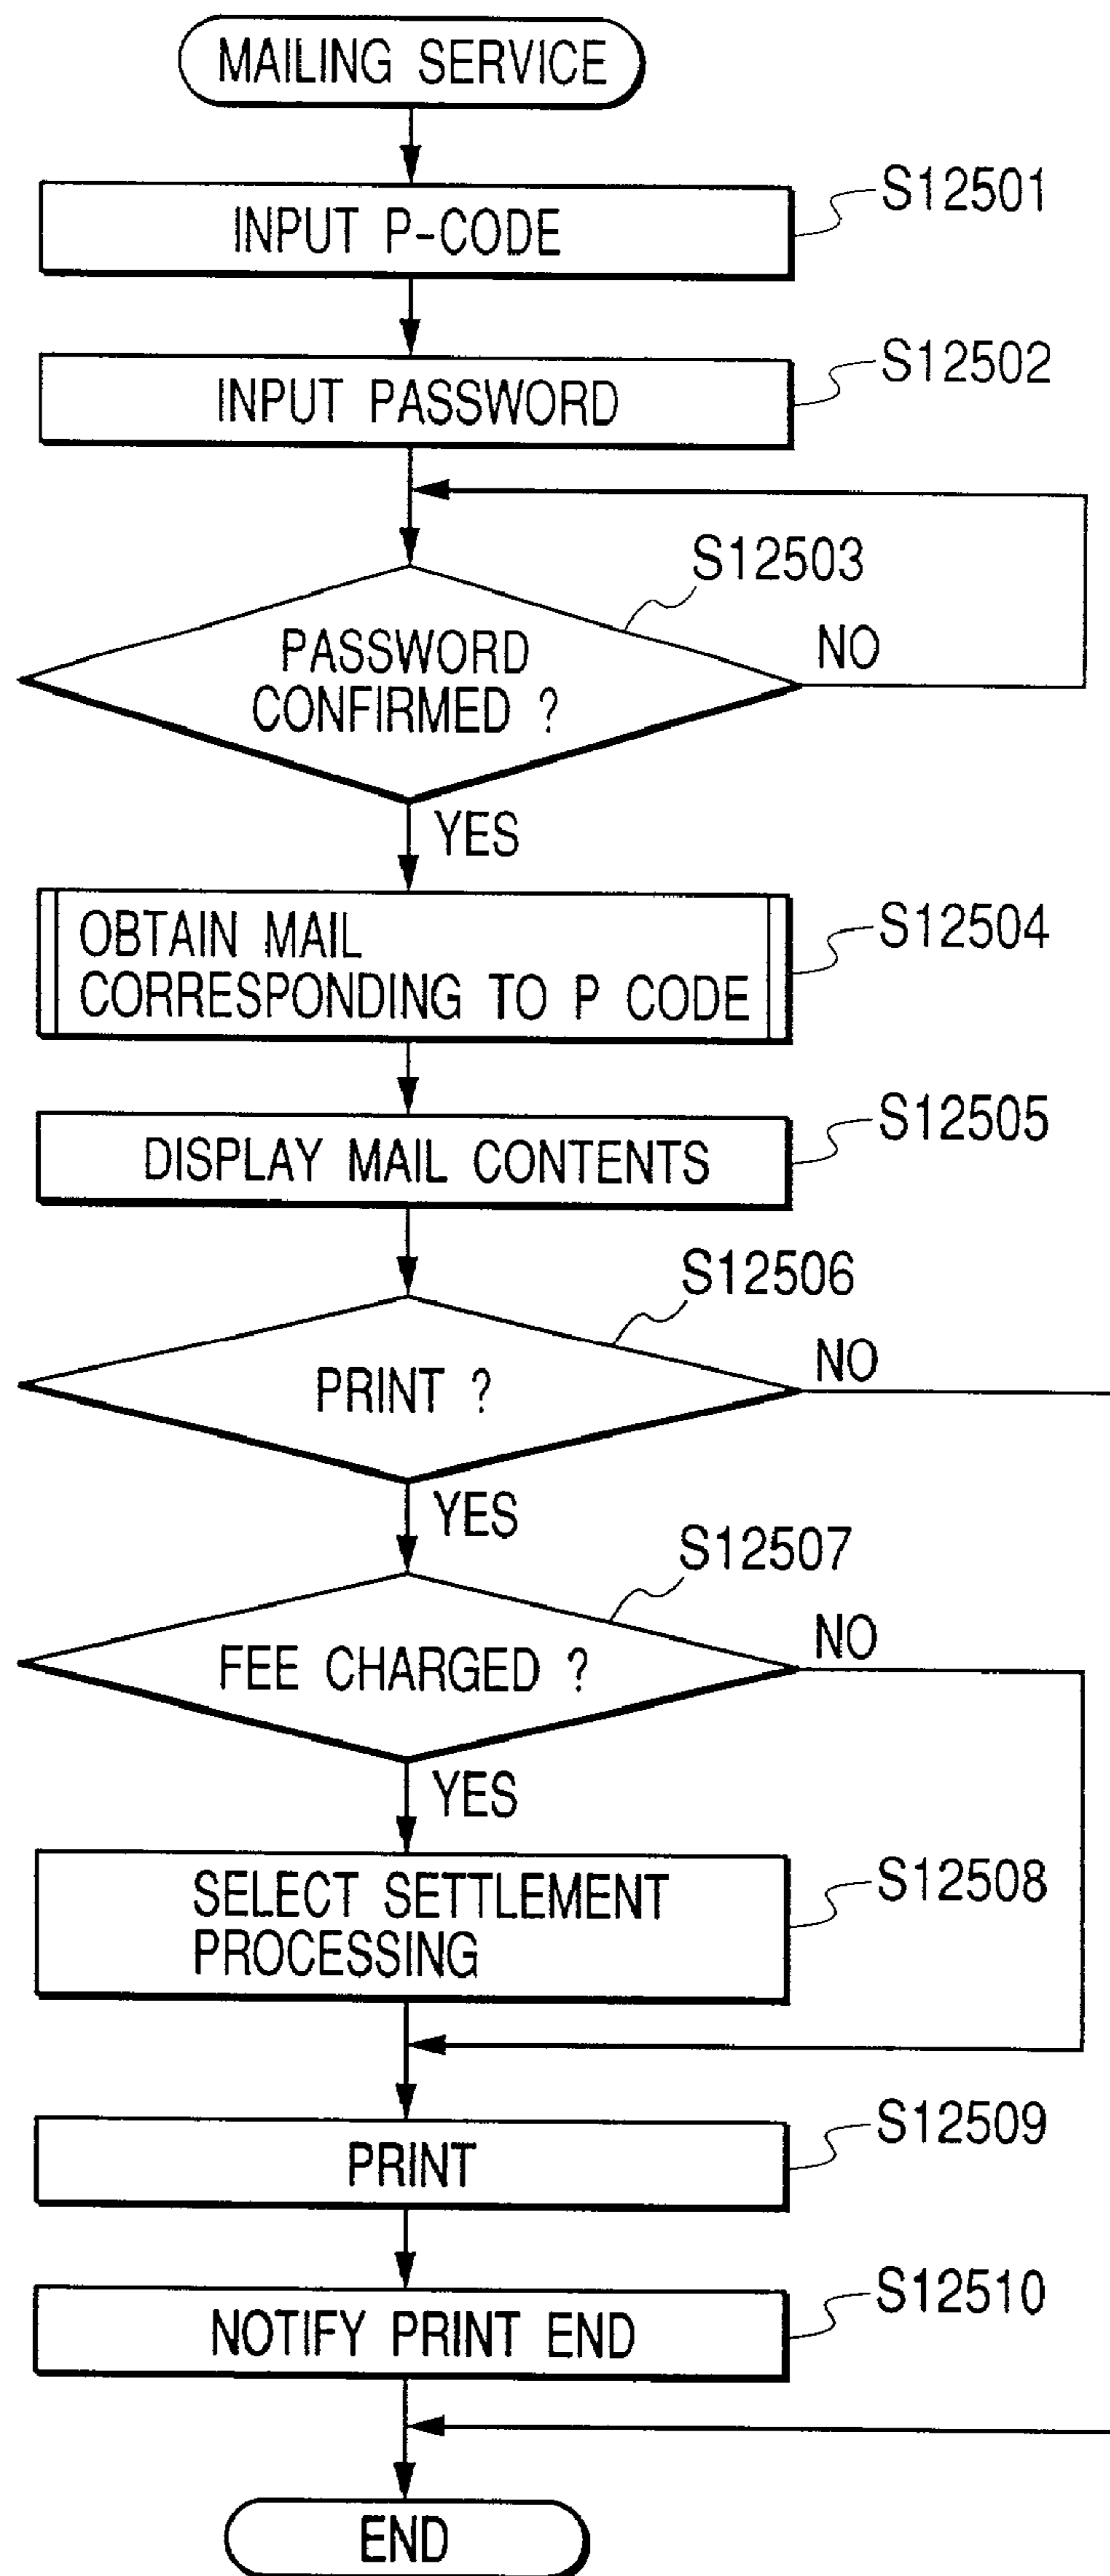 MAILING SERVICE
S12501
INPUT P-CODE
S12502
INPUT PASSWORD
S12503
PASSWORD
CONFIRMED ?
NO
YES
S12504
OBTAIN MAIL
CORRESPONDING TO P CODE
S12505
DISPLAY MAIL CONTENTS
S12506
PRINT ?
NO
YES
S12507
FEE CHARGED ?
NO
YES
S12508
SELECT SETTLEMENT
PROCESSING
S12509
PRINT
S12510
NOTIFY PRINT END
END